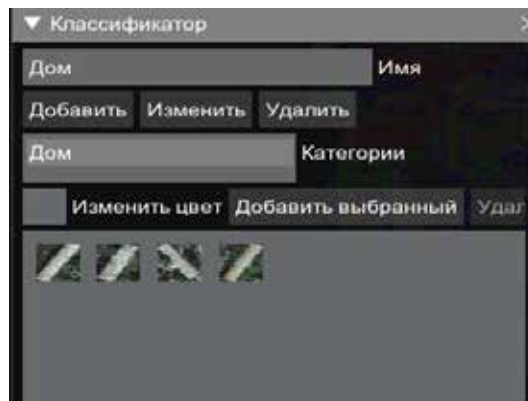 Классификатор
Дом Имя
Добавить Изменить Удалить
Дом Категории
Изменить цвет Добавить выбранный